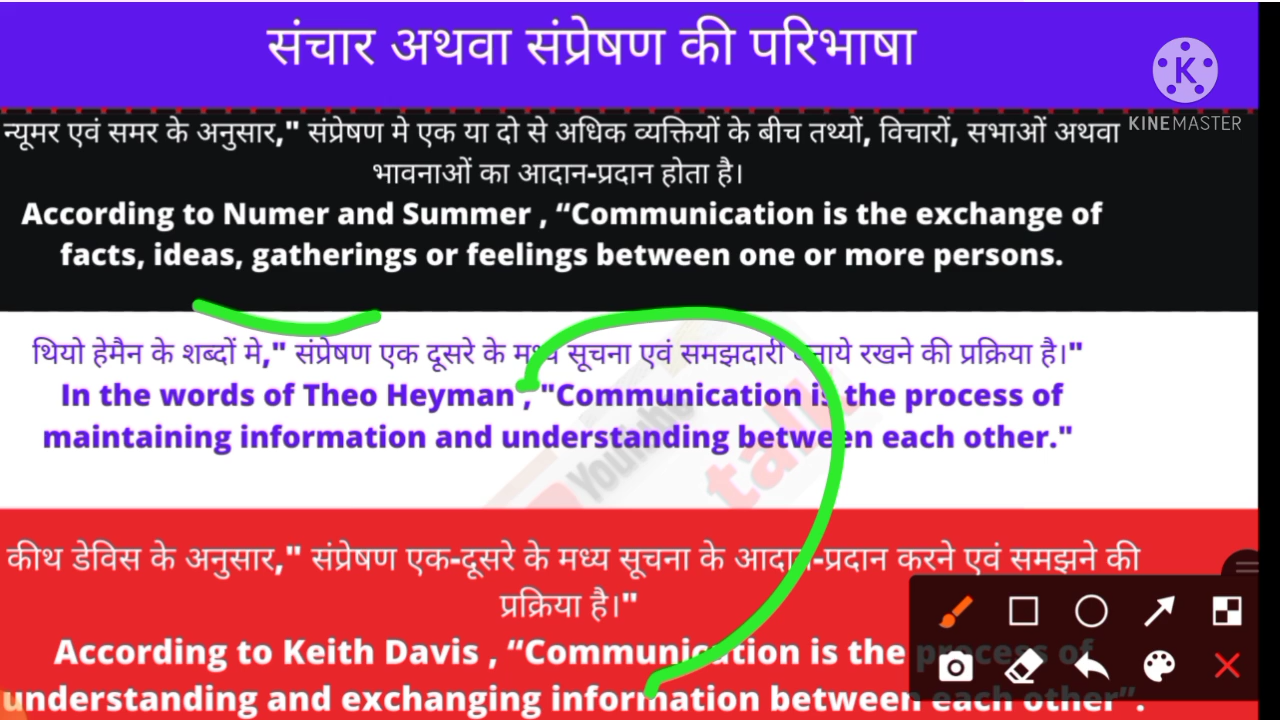 संचार अथवा संप्रेषण की परिभाषा
K
KINEMASTER
न्यूमर एवं समर के अनुसार," संप्रेषण मे एक या दो से अधिक व्यक्तियों के बीच तथ्यों, विचारों, सभाओं अथवा
भावनाओं का आदान-प्रदान होता है।
According to Numer and Summer , “Communication is the exchange of
facts, ideas, gatherings or feelings between one or more persons.
थियो हेमैन के शब्दों मे," संप्रेषण एक दूसरे के मध्य सूचना एवं समझदारी बनाये रखने की प्रक्रिया है।"
In the words of Theo Heyman , "Communication is the process of
maintaining information and understanding between each other."
YouTube
talk
कीथ डेविस के अनुसार," संप्रेषण एक-दूसरे के मध्य सूचना के आदान-प्रदान करने एवं समझने की
प्रक्रिया है।"
According to Keith Davis , “Communication is the process of
understanding and exchanging information between each other”.